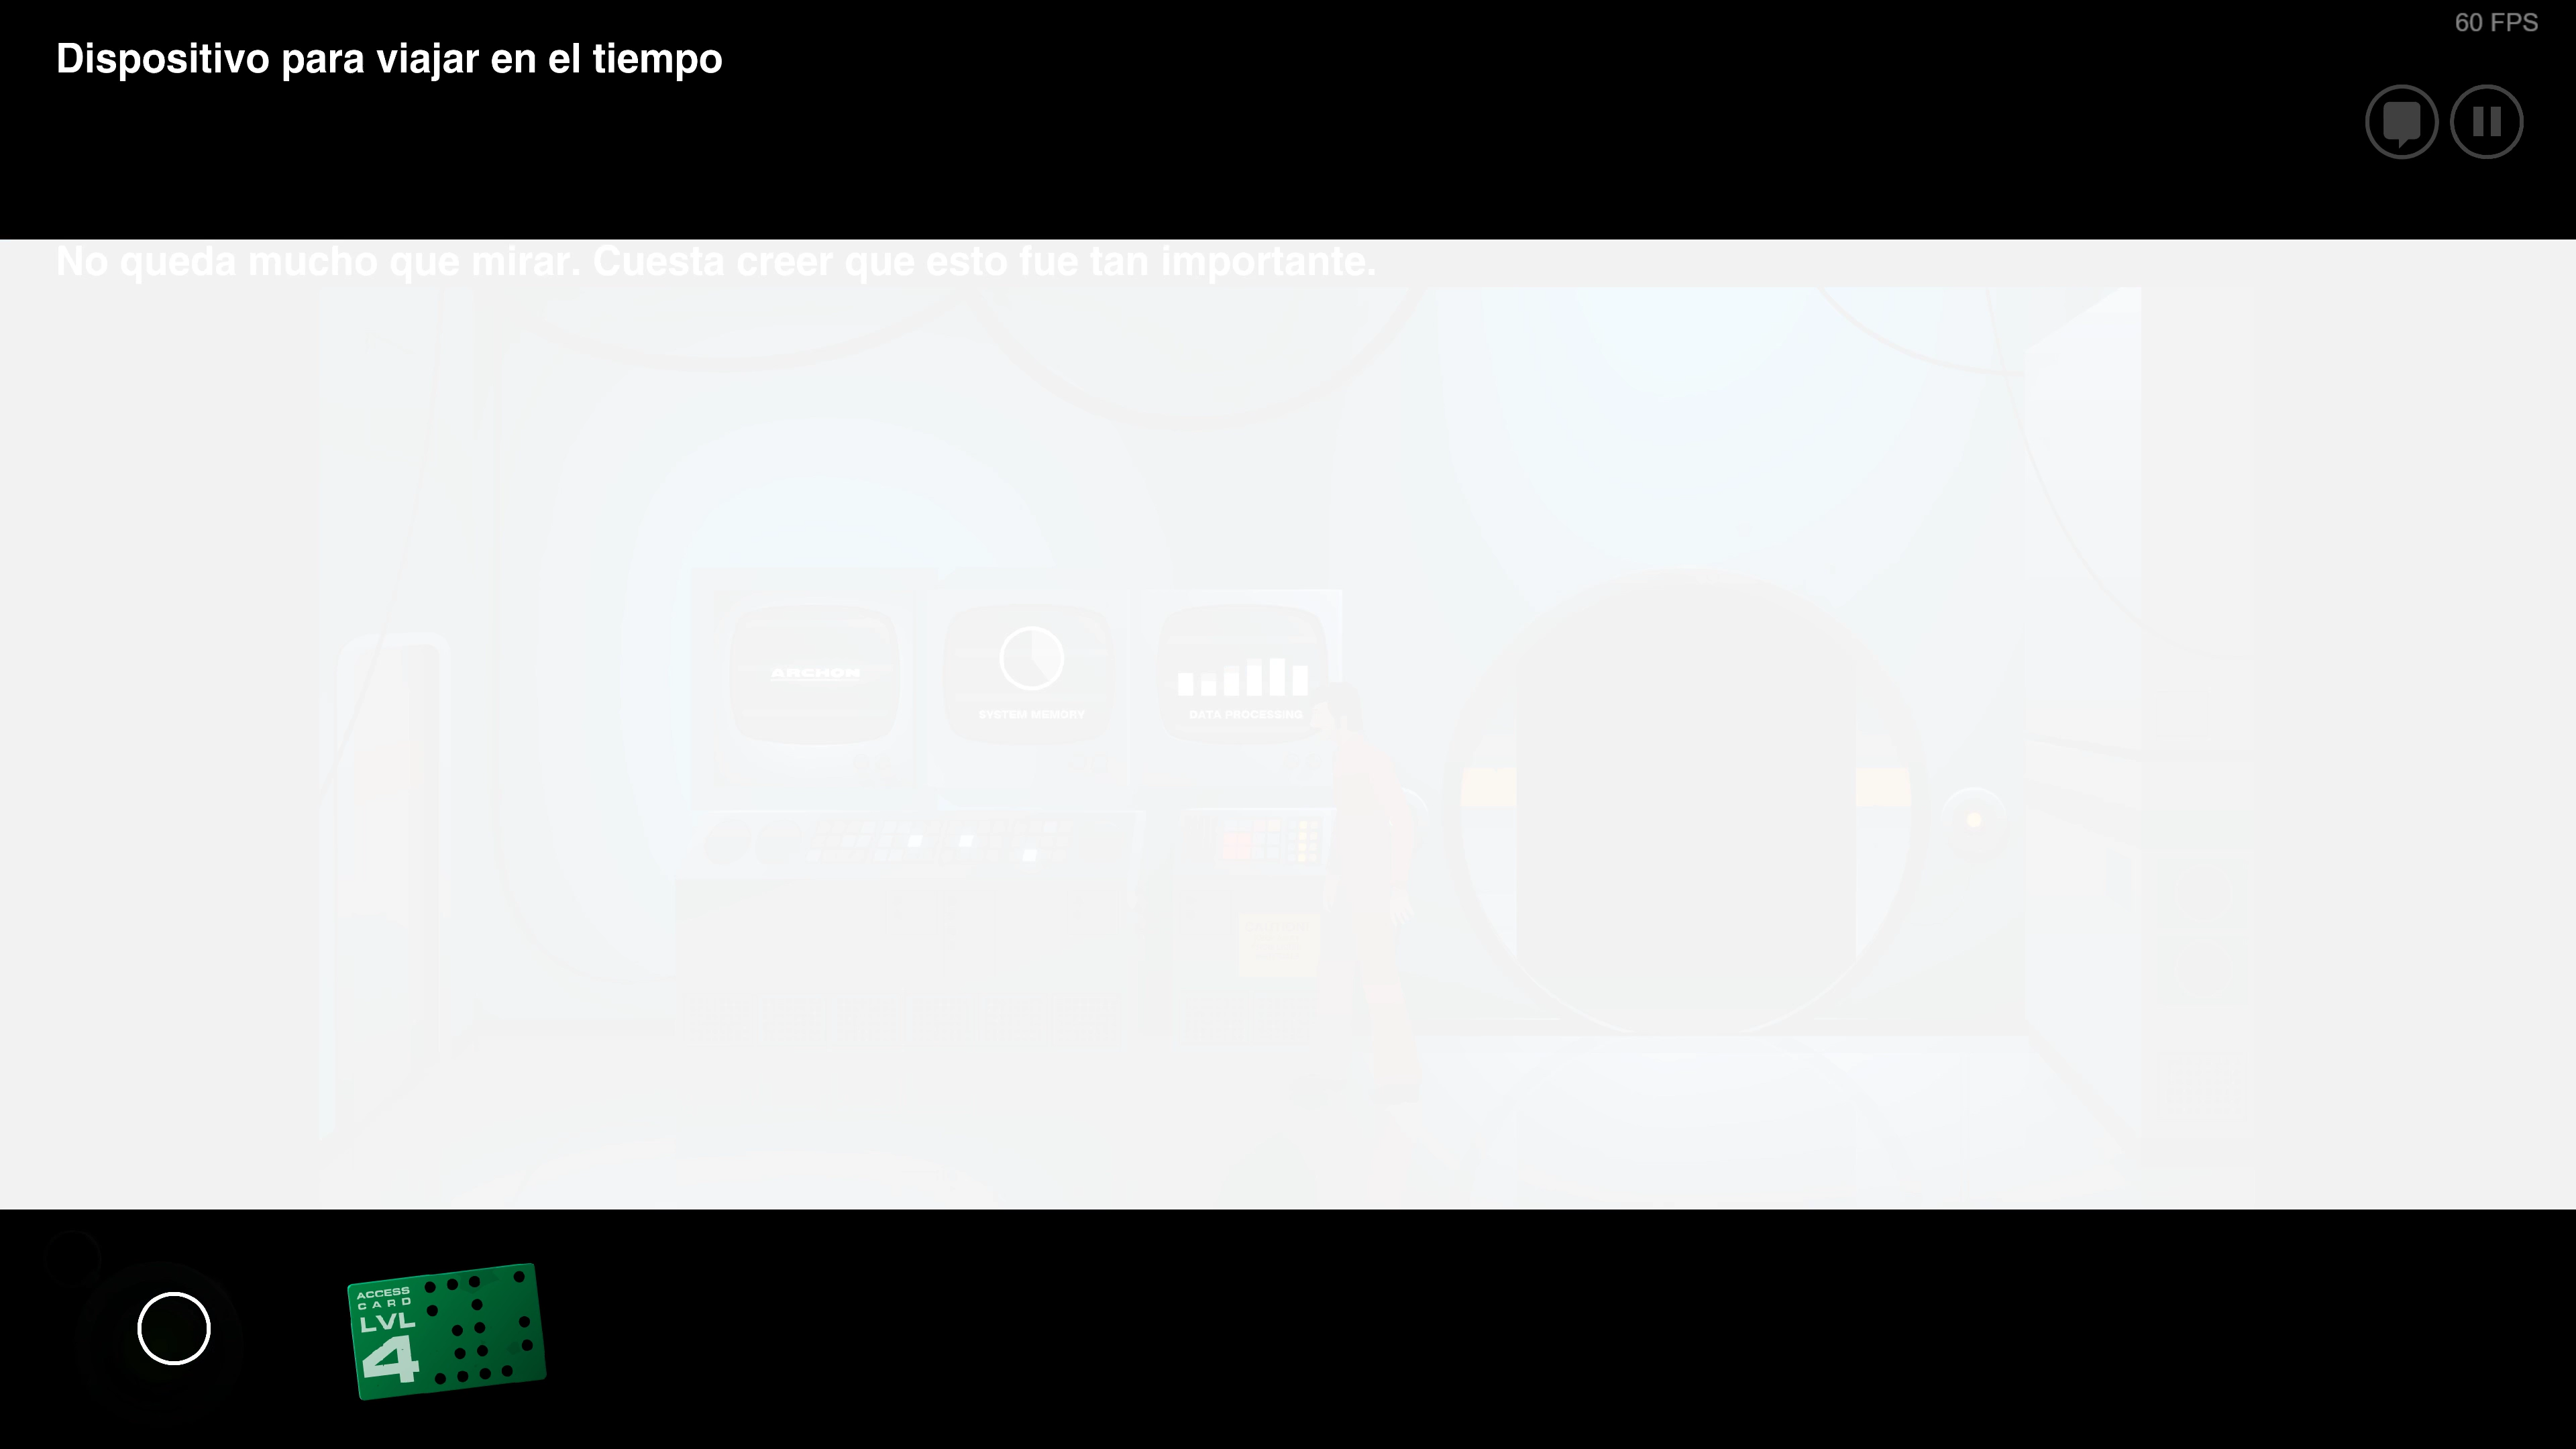 60 FPS
Dispositivo para viajar en el tiempo
No queda mucho que mirar. Cuesta creer que esto fue tan importante.
ARCHON
SYSTEM MEMORY
DATA PROCESSING
ACCESS
CARD
LVL
4